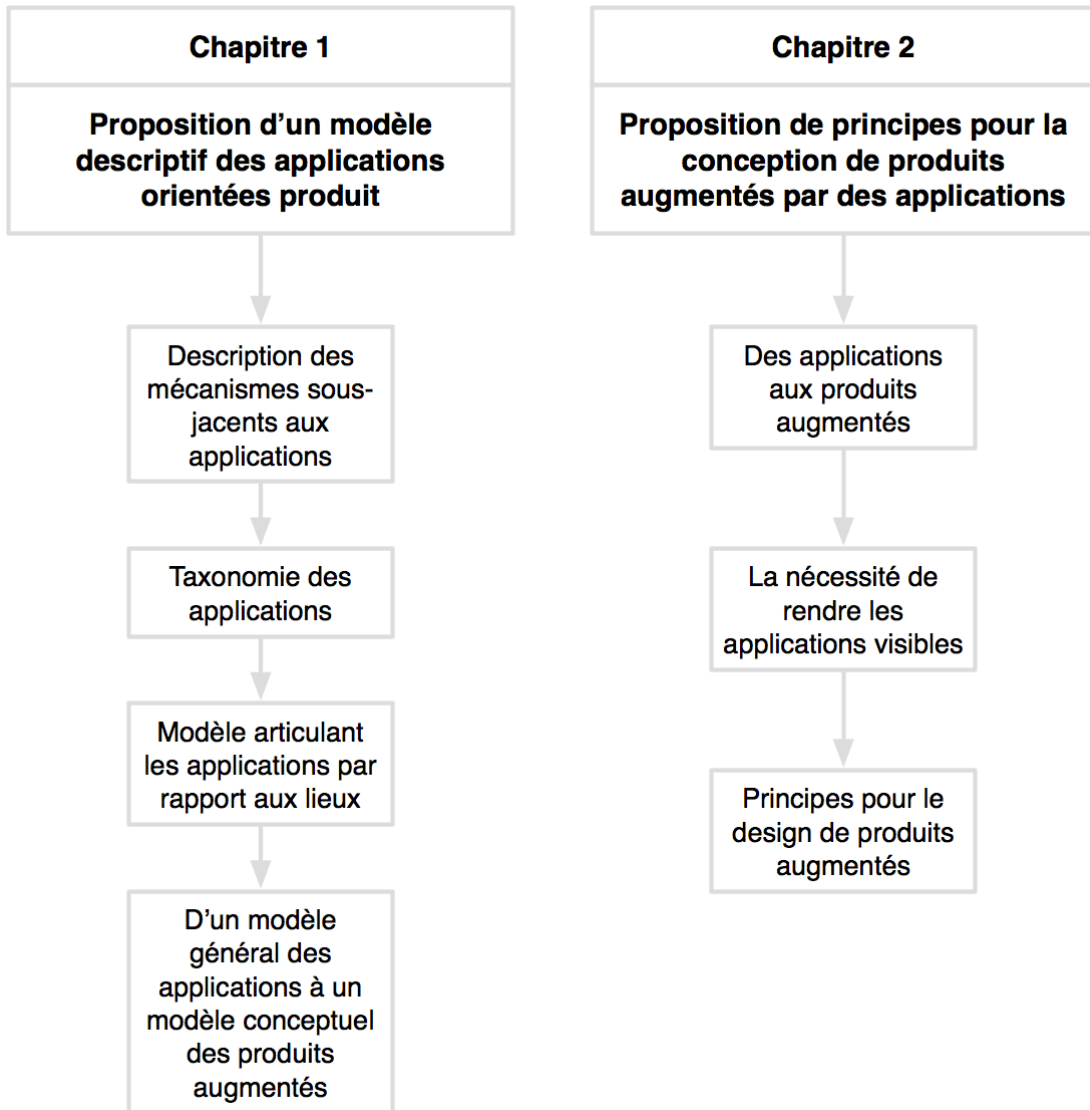 Chapitre 1
Proposition d'un modèle
descriptif des applications
orientées produit
Description des
mécanismes sous-
jacents aux
applications
Taxonomie des
applications
Modèle articulant
les applications par
rapport aux lieux
D'un modèle
général des
applications à un
modèle conceptuel
des produits
augmentés
Chapitre 2
Proposition de principes pour la
conception de produits
augmentés par des applications
Des applications
aux produits
augmentés
La nécessité de
rendre les
applications visibles
Principes pour le
design de produits
augmentés